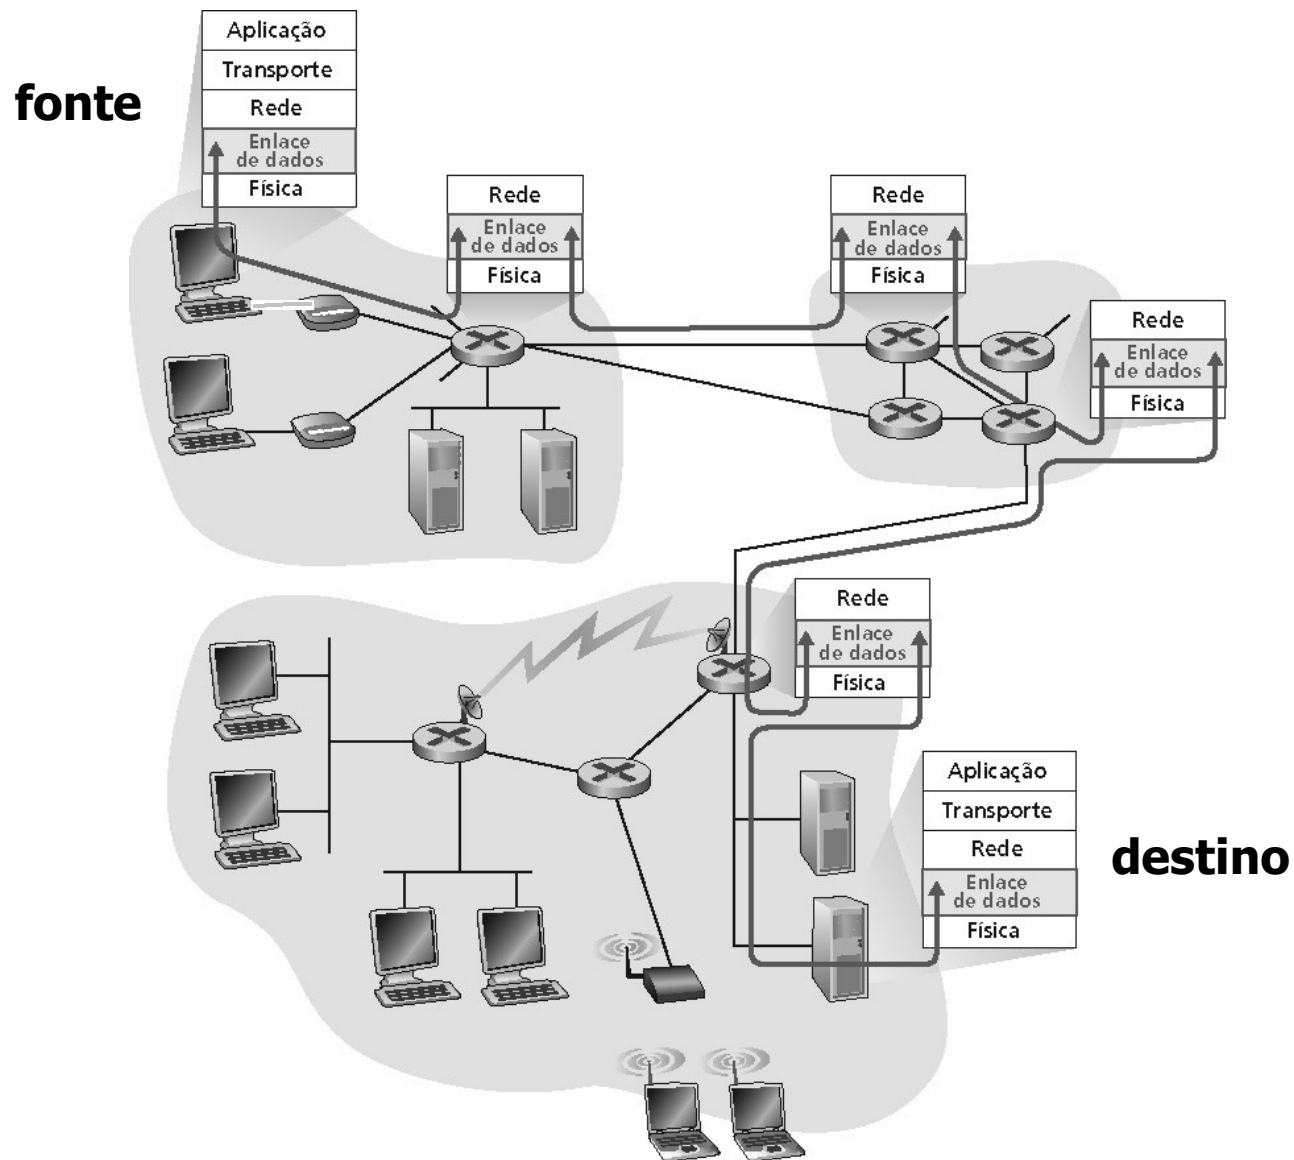 Aplicação
Transporte
fonte
Rede
Enlace
de dados
Física
Rede
Enlace
de dados
Física
Rede
Enlace
de dados
Física
Rede
Enlace
de dados
Física
Rede
Enlace
de dados
Física
Aplicação
Transporte
Rede
destino
Enlace
de dados
Física